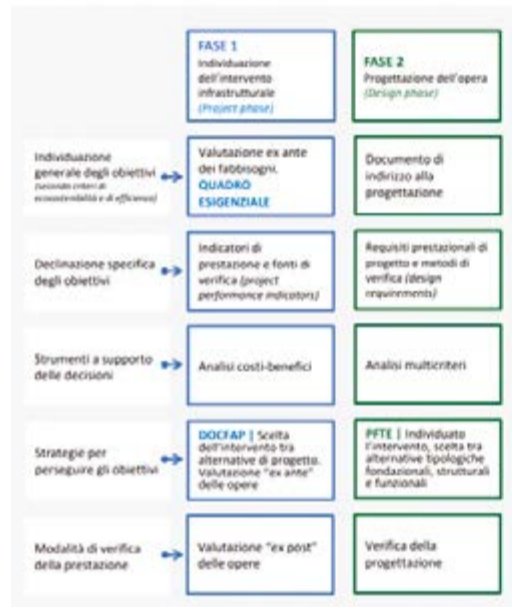 FASE 1
Individuazione
dell'intervento
infrastrutturale
(Project phase)
FASE 2
Progettazione dell'opera
(Design phase)
Individuazione
generale degli obiettivi
(secondo criteri di
ecosostenibilità e di efficienza)
Valutazione ex ante
dei fabbisogni.
QUADRO
ESIGENZIALE
Documento di
indirizzo alla
progettazione
Declinazione specifica
degli obiettivi
Indicatori di
prestazione e fonti di
verifica (project
performance indicators)
Requisiti prestazionali di
progetto e metodi di
verifica (design
requirements)
Strumenti a supporto
delle decisioni
Analisi costi-benefici
Analisi multicriteri
Strategie per
perseguire gli obiettivi
DOCFAP | Scelta
dell'intervento tra
alternative di progetto.
Valutazione "ex ante"
delle opere
PFTE | Individuato
l'intervento, scelta tra
alternative tipologiche
fondazionali, strutturali
e funzionali
Modalità di verifica
della prestazione
Valutazione "ex post"
delle opere
Verifica della
progettazione